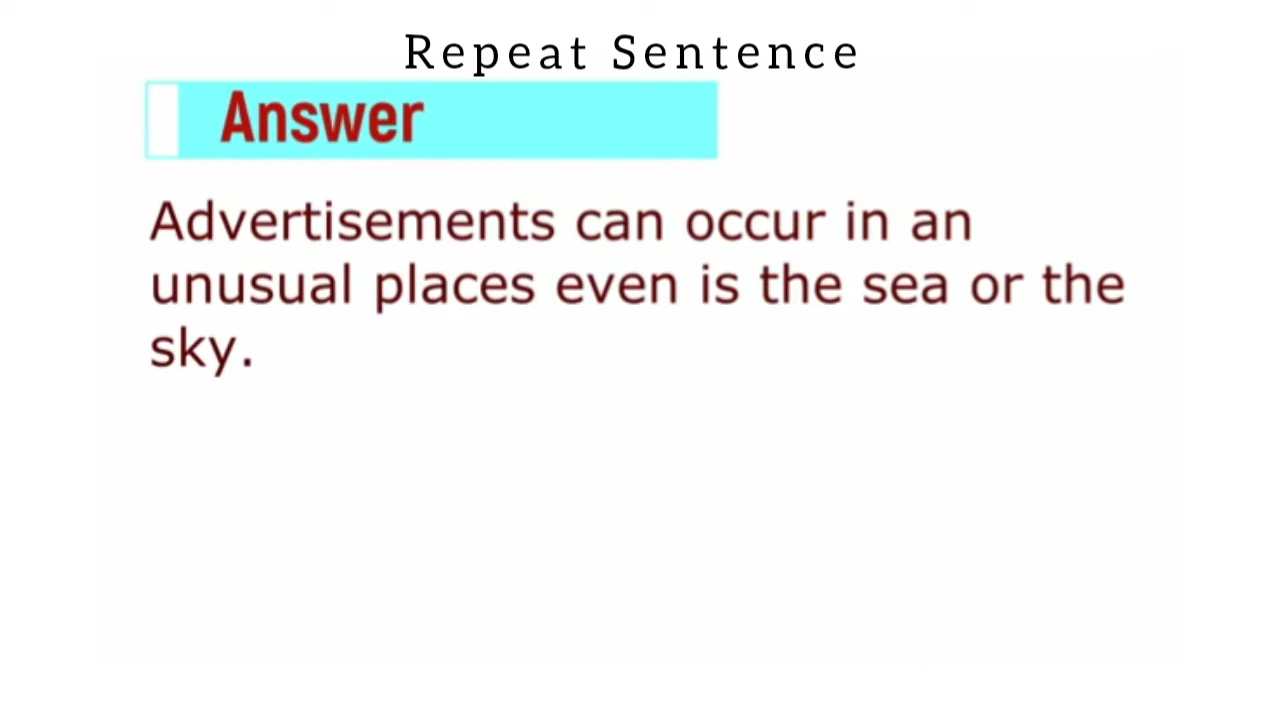 Repeat Sentence
Answer
Advertisements can occur in an
unusual places even is the sea or the
sky.